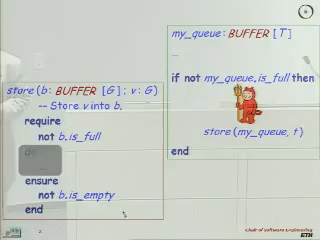 my_queue: BUFFER [T]
...
if not my_queue.is_full then
store (my_queue, t)
end
store (b: BUFFER [G]; v: G)
-- Store v into b.
require
not b.is_full
ensure
not b.is_empty
end
2
Chair of Software Engineering
ETH